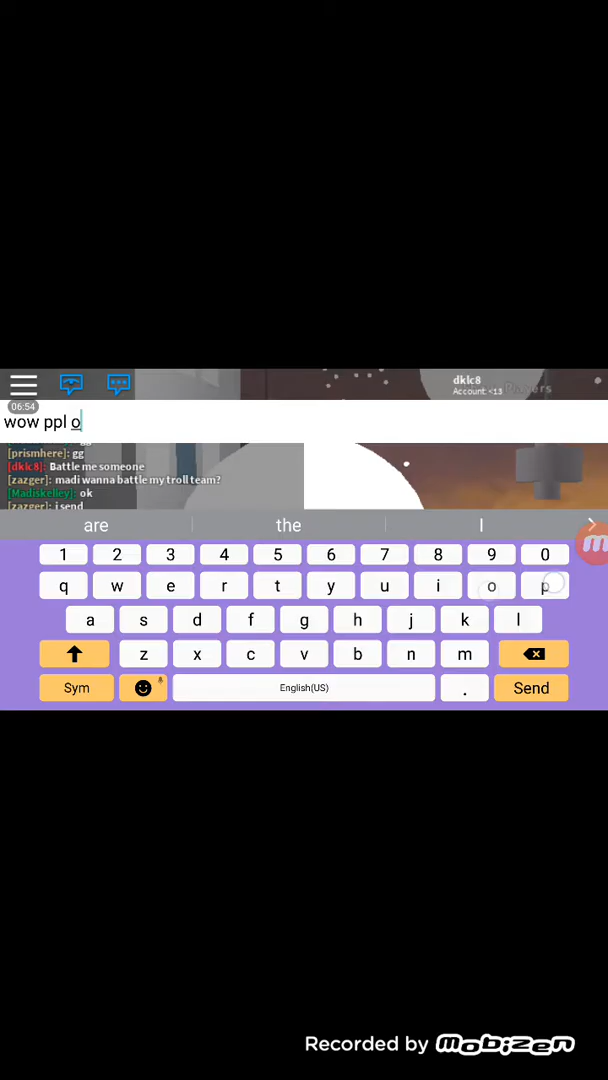 dklc8
Account: <13
Players
06:54
wow ppl o
gg
[prismhere]: gg
[dklc8]: Battle me someone
[zazger]: madi wanna battle my troll team?
[Madiskelley]: ok
[zazger]: i send
are the I
1 2 3 4 5 6 7 8 9 0
q w e r t y u i o p
a s d f g h j k l
z x c v b n m
Sym English(US) . Send
Recorded by mobizen